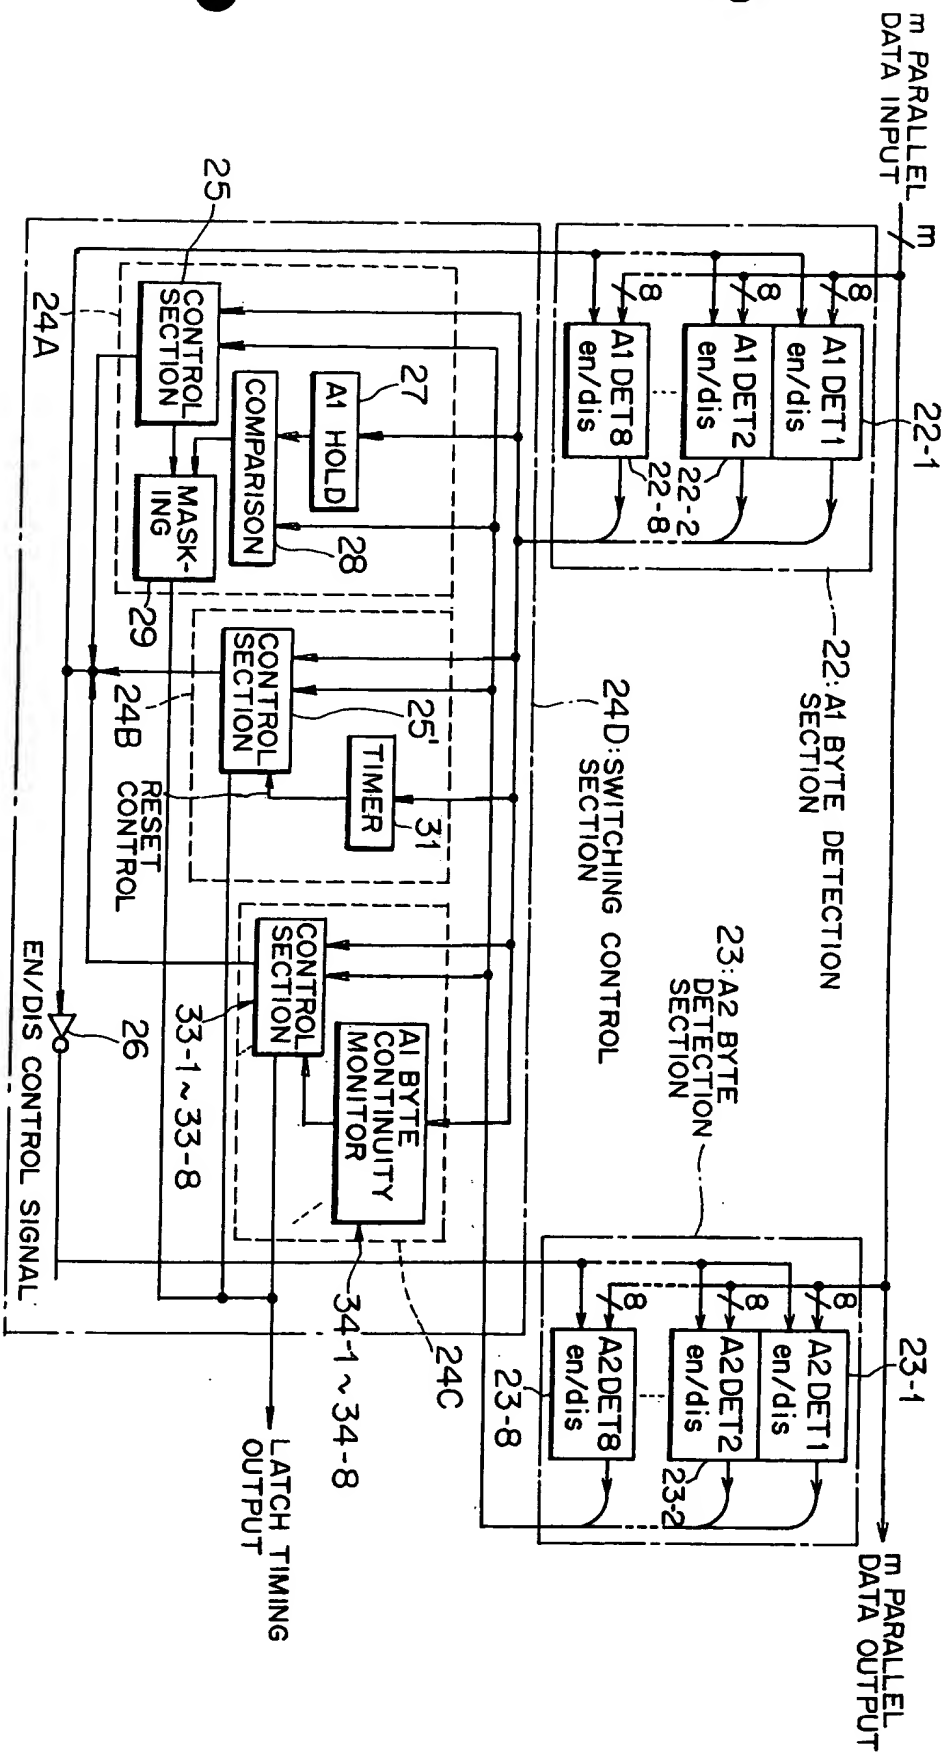 m PARALLEL
DATA INPUT
m
22-1
22:A1 BYTE DETECTION
SECTION
8
A1 DET1
en/dis
8
A1 DET2
en/dis
8
A1 DET8
en/dis
22-2
22-8
23:A2 BYTE
DETECTION
SECTION
23-1
8
A2 DET1
en/dis
8
A2 DET2
en/dis
8
A2 DET8
en/dis
23-2
23-8
m PARALLEL
DATA OUTPUT
24D:SWITCHING CONTROL
SECTION
27
A1 HOLD
COMPARISON
28
25
CONTROL
SECTION
MASK-
ING
29
24A
TIMER
31
25'
CONTROL
SECTION
24B
RESET
CONTROL
A1 BYTE
CONTINUITY
MONITOR
34-1~34-8
CONTROL
SECTION
33-1~33-8
24C
26
EN/DIS CONTROL SIGNAL
LATCH TIMING
OUTPUT